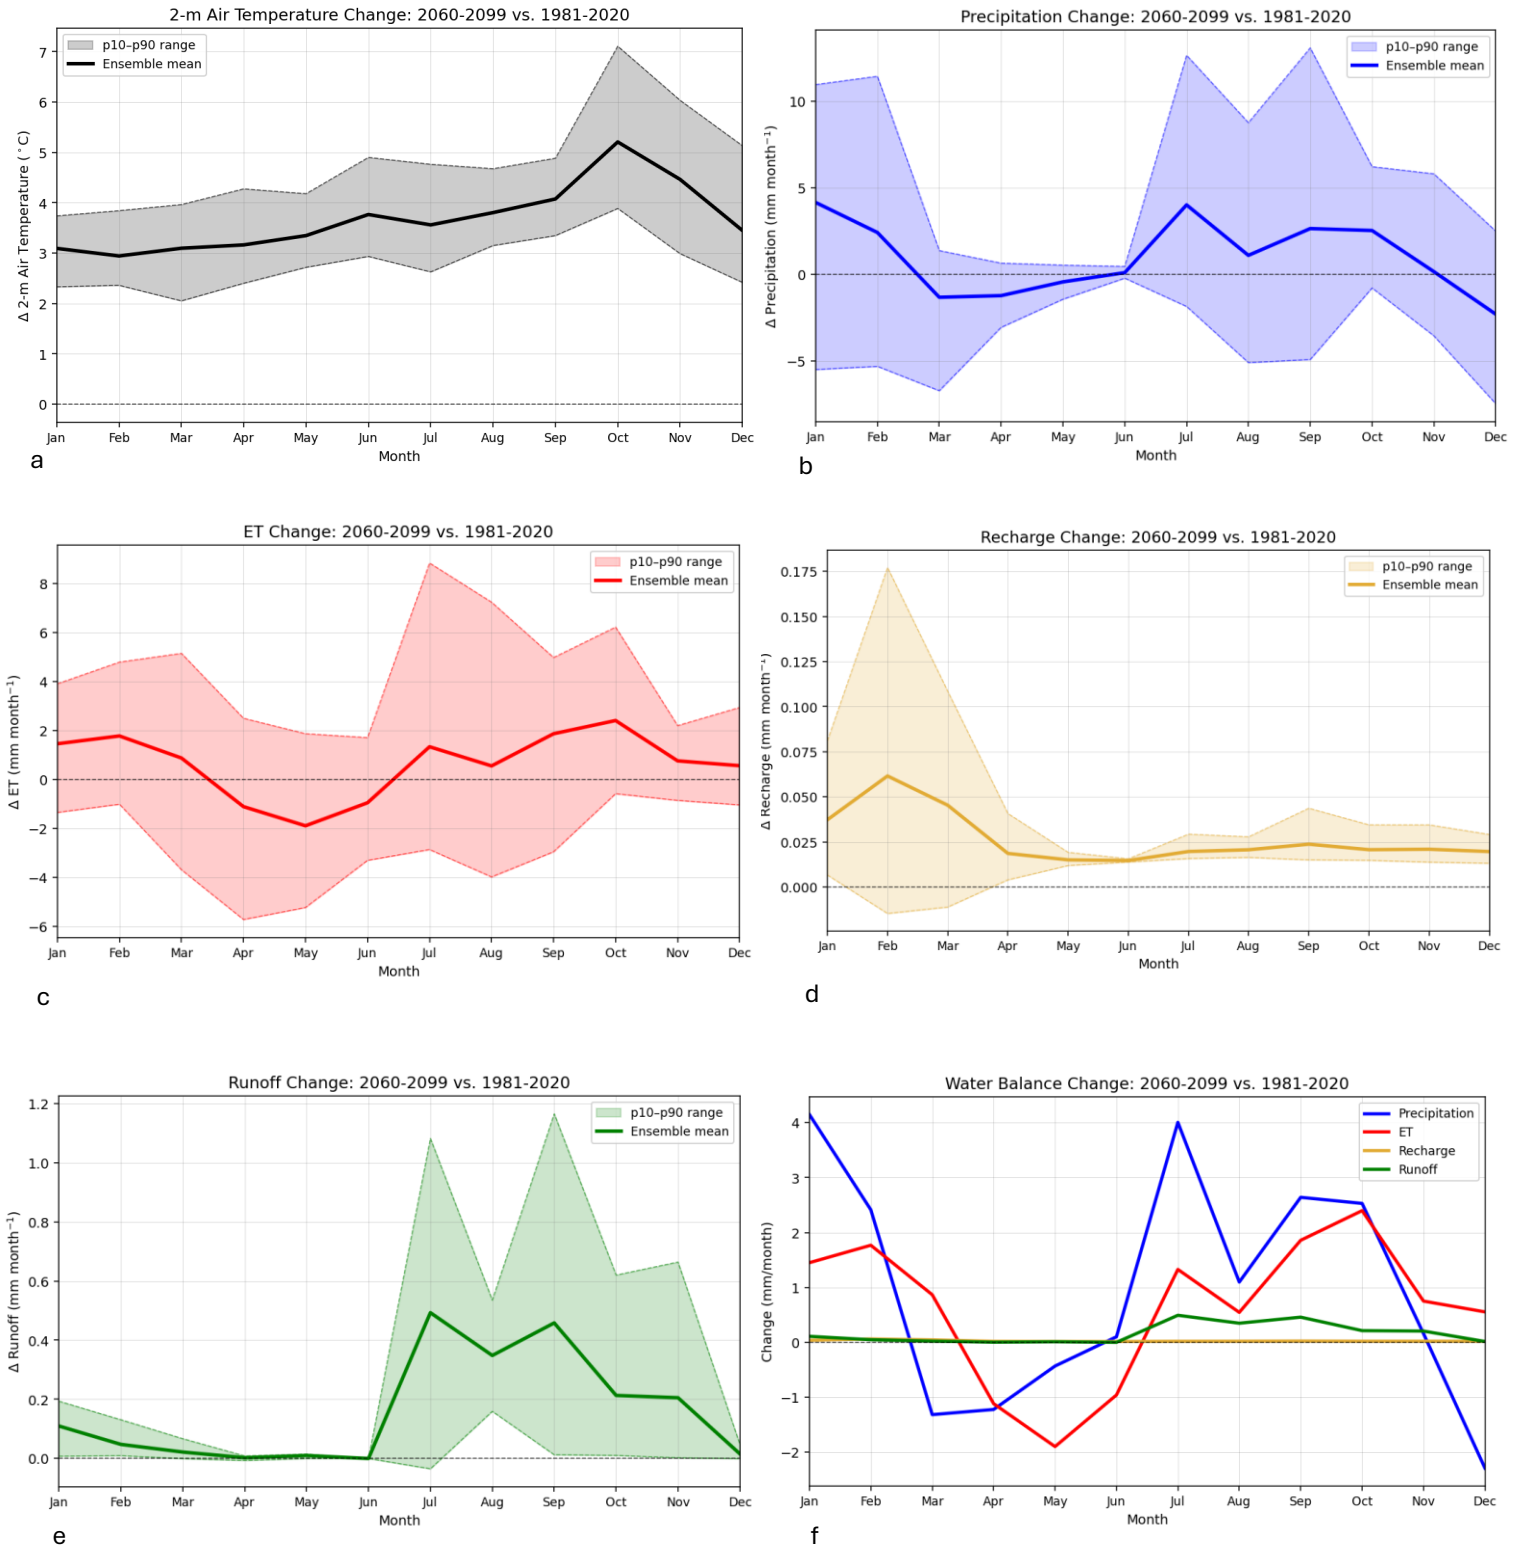 2-m Air Temperature Change: 2060-2099 vs. 1981-2020
p10–p90 range
Ensemble mean
Δ 2-m Air Temperature (°C)
7
6
5
4
3
2
1
0
Jan Feb Mar Apr May Jun Jul Aug Sep Oct Nov Dec
Month
a
Precipitation Change: 2060-2099 vs. 1981-2020
p10–p90 range
Ensemble mean
Δ Precipitation (mm month⁻¹)
10
5
0
−5
Jan Feb Mar Apr May Jun Jul Aug Sep Oct Nov Dec
Month
b
ET Change: 2060-2099 vs. 1981-2020
p10–p90 range
Ensemble mean
Δ ET (mm month⁻¹)
8
6
4
2
0
−2
−4
−6
Jan Feb Mar Apr May Jun Jul Aug Sep Oct Nov Dec
Month
c
Recharge Change: 2060-2099 vs. 1981-2020
p10–p90 range
Ensemble mean
Δ Recharge (mm month⁻¹)
0.175
0.150
0.125
0.100
0.075
0.050
0.025
0.000
Jan Feb Mar Apr May Jun Jul Aug Sep Oct Nov Dec
Month
d
Runoff Change: 2060-2099 vs. 1981-2020
p10–p90 range
Ensemble mean
Δ Runoff (mm month⁻¹)
1.2
1.0
0.8
0.6
0.4
0.2
0.0
Jan Feb Mar Apr May Jun Jul Aug Sep Oct Nov Dec
Month
e
Water Balance Change: 2060-2099 vs. 1981-2020
Precipitation
ET
Recharge
Runoff
Change (mm/month)
4
3
2
1
0
−1
−2
Jan Feb Mar Apr May Jun Jul Aug Sep Oct Nov Dec
Month
f